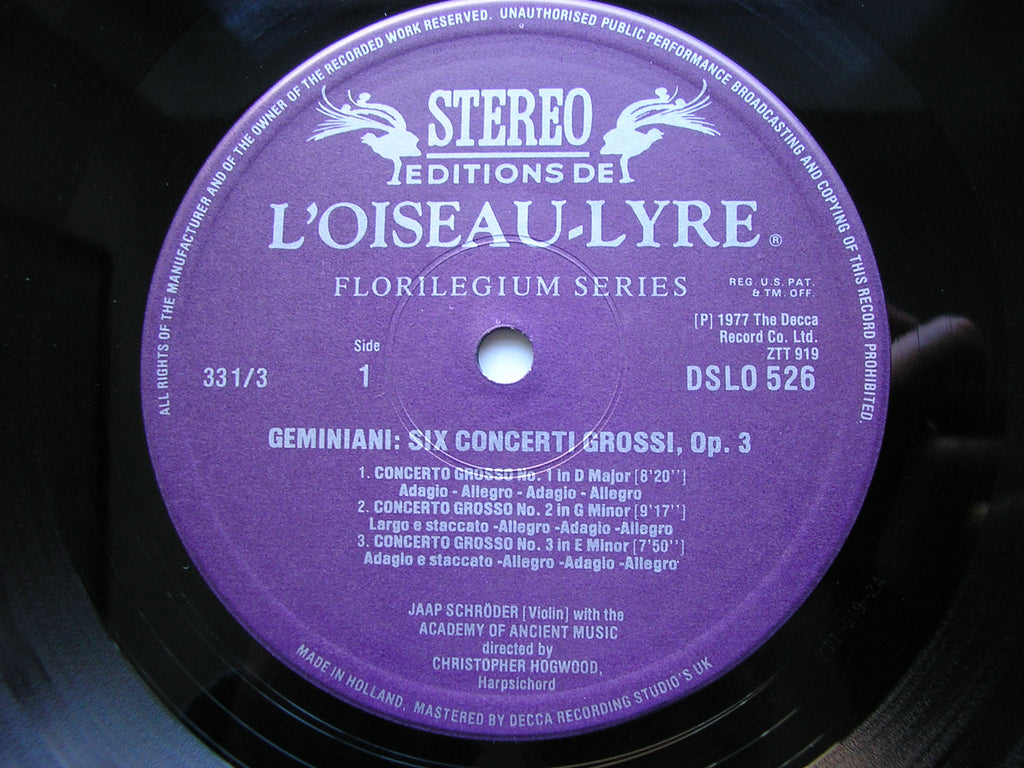 ALL RIGHTS OF THE MANUFACTURER AND OF THE OWNER OF THE RECORDED WORK RESERVED. UNAUTHORISED PUBLIC PERFORMANCE BROADCASTING AND COPYING OF THIS RECORD PROHIBITED.
STEREO
EDITIONS DE
L'OISEAU-LYRE ®
FLORILEGIUM SERIES
REG. U.S. PAT.
& TM. OFF.
[P] 1977 The Decca
Record Co. Ltd.
ZTT 919
Side
33 1/3
1
DSLO 526
GEMINIANI: SIX CONCERTI GROSSI, Op. 3
1. CONCERTO GROSSO No. 1 in D Major [8'20'']
Adagio - Allegro - Adagio - Allegro
2. CONCERTO GROSSO No. 2 in G Minor [9'17'']
Largo e staccato -Allegro -Adagio -Allegro
3. CONCERTO GROSSO No. 3 in E Minor [7'50'']
Adagio e staccato -Allegro -Adagio -Allegro
JAAP SCHRÖDER [Violin] with the
ACADEMY OF ANCIENT MUSIC
directed by
CHRISTOPHER HOGWOOD,
Harpsichord
MADE IN HOLLAND. MASTERED BY DECCA RECORDING STUDIO'S UK